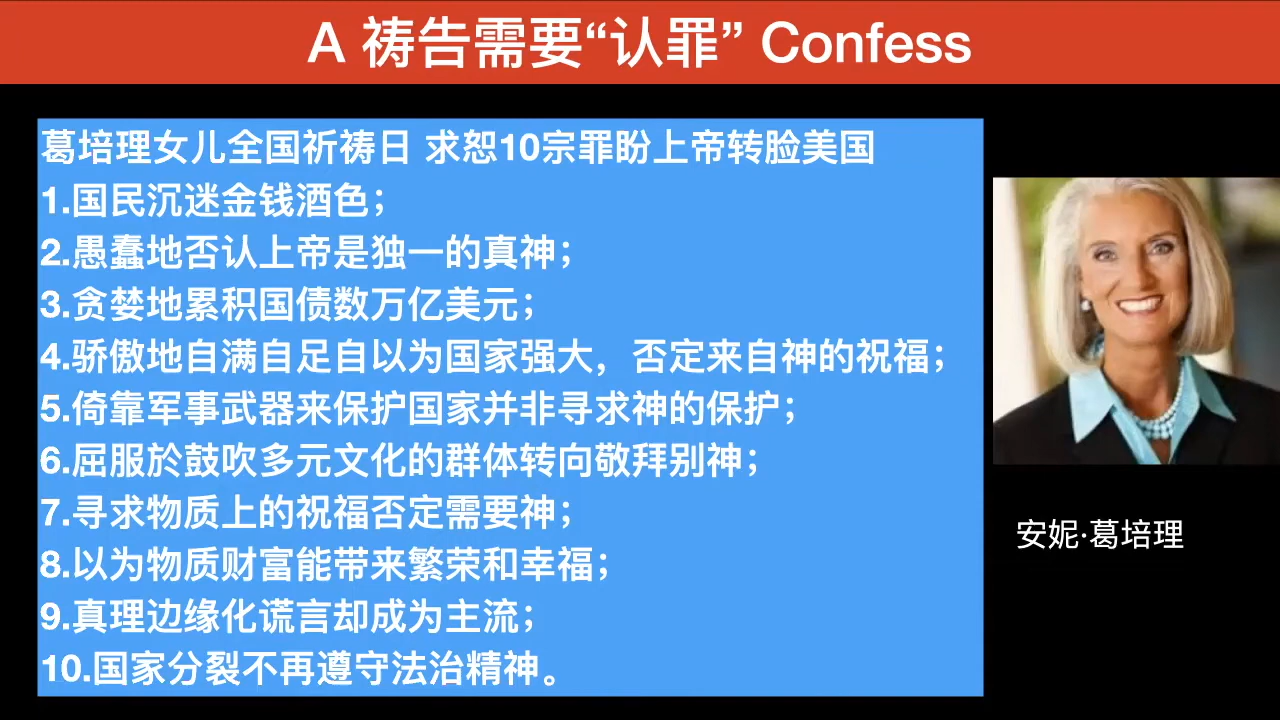 A 祷告需要“认罪” Confess
葛培理女儿全国祈祷日 求恕10宗罪盼上帝转脸美国
1.国民沉迷金钱酒色；
2.愚蠢地否认上帝是独一的真神；
3.贪婪地累积国债数万亿美元；
4.骄傲地自满自足自以为国家强大，否定来自神的祝福；
5.倚靠军事武器来保护国家并非寻求神的保护；
6.屈服於鼓吹多元文化的群体转向敬拜别神；
7.寻求物质上的祝福否定需要神；
8.以为物质财富能带来繁荣和幸福；
9.真理边缘化谎言却成为主流；
10.国家分裂不再遵守法治精神。
安妮·葛培理